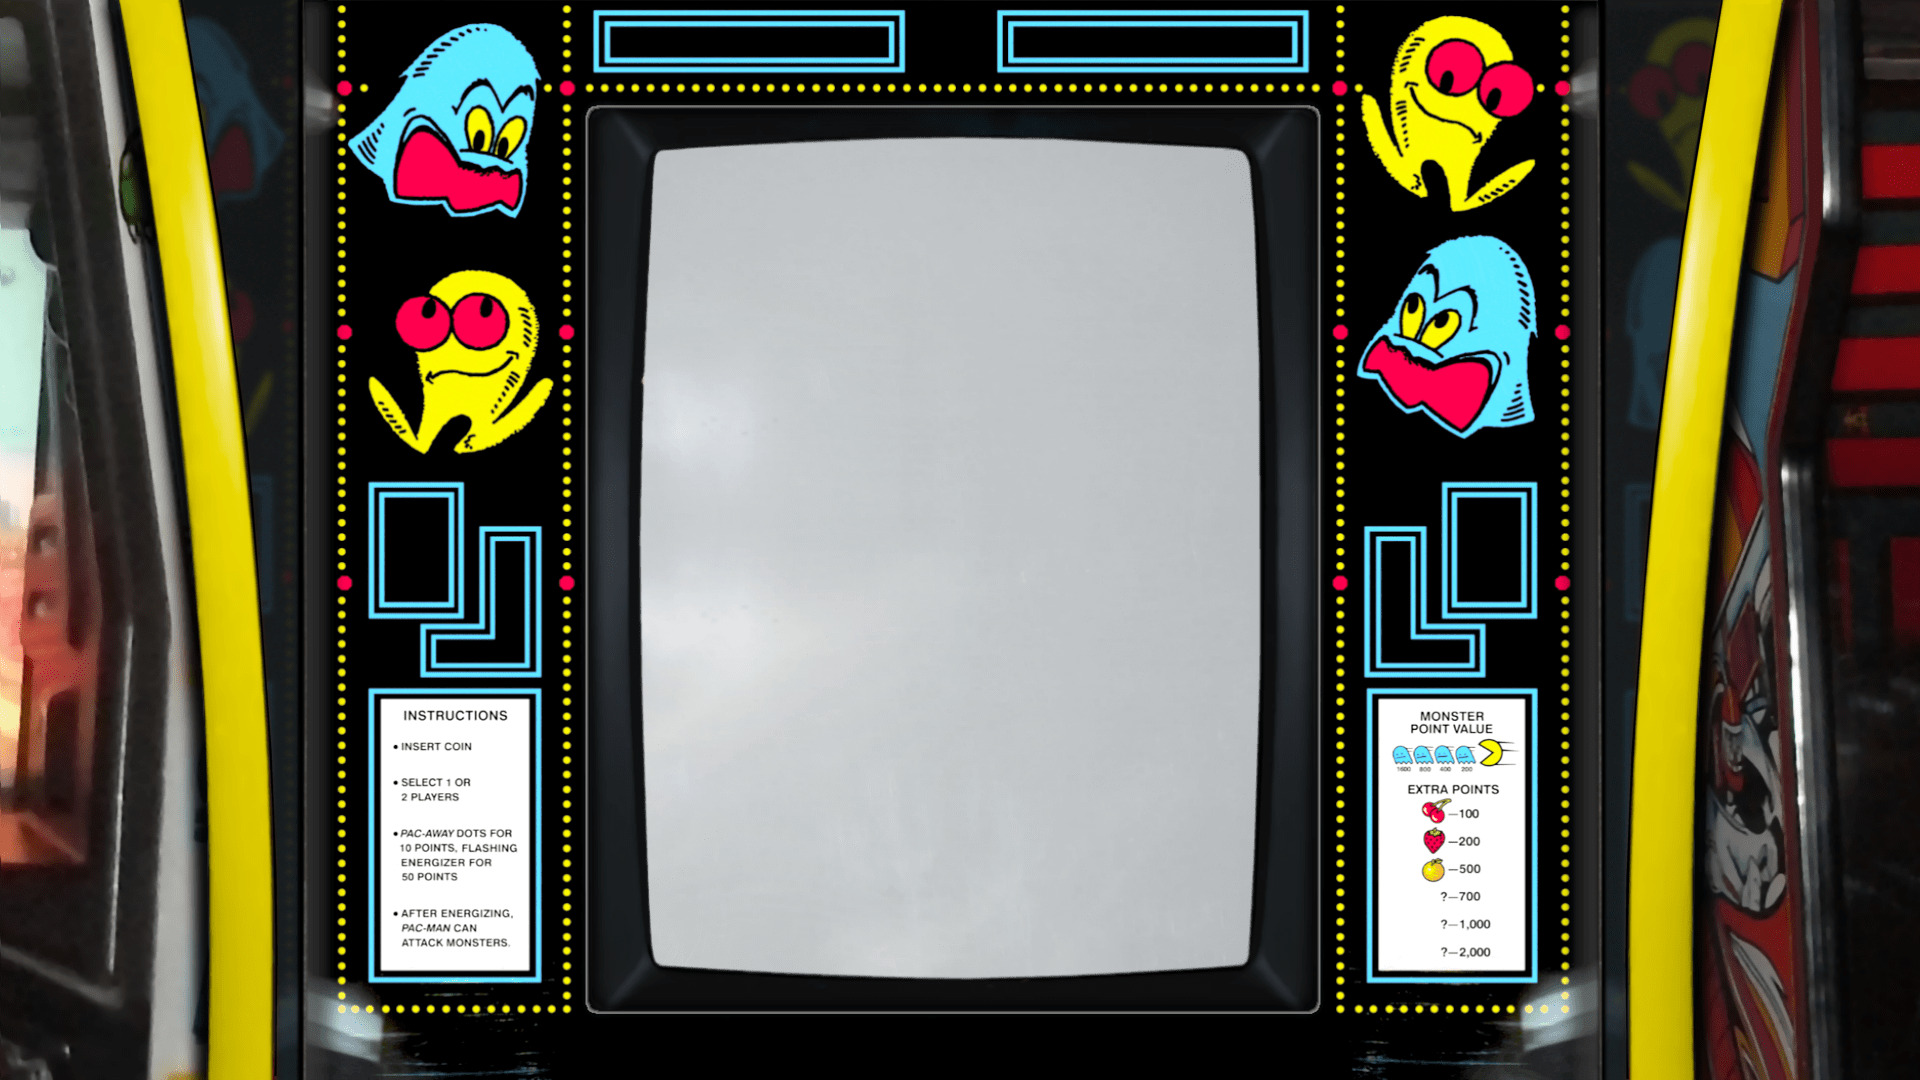 INSTRUCTIONS
• INSERT COIN
• SELECT 1 OR
2 PLAYERS
• PAC-AWAY DOTS FOR
10 POINTS, FLASHING
ENERGIZER FOR
50 POINTS
• AFTER ENERGIZING,
PAC-MAN CAN
ATTACK MONSTERS.
MONSTER
POINT VALUE
1600 800 400 200
EXTRA POINTS
—100
—200
—500
?—700
?—1,000
?—2,000